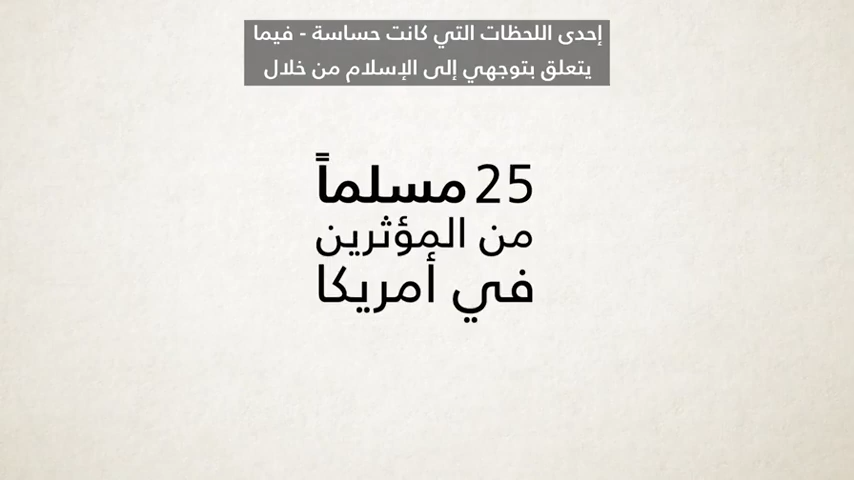 إحدى اللحظات التي كانت حساسة - فيما
يتعلق بتوجهي إلى الإسلام من خلال
25 مسلماً
من المؤثرين
في أمريكا